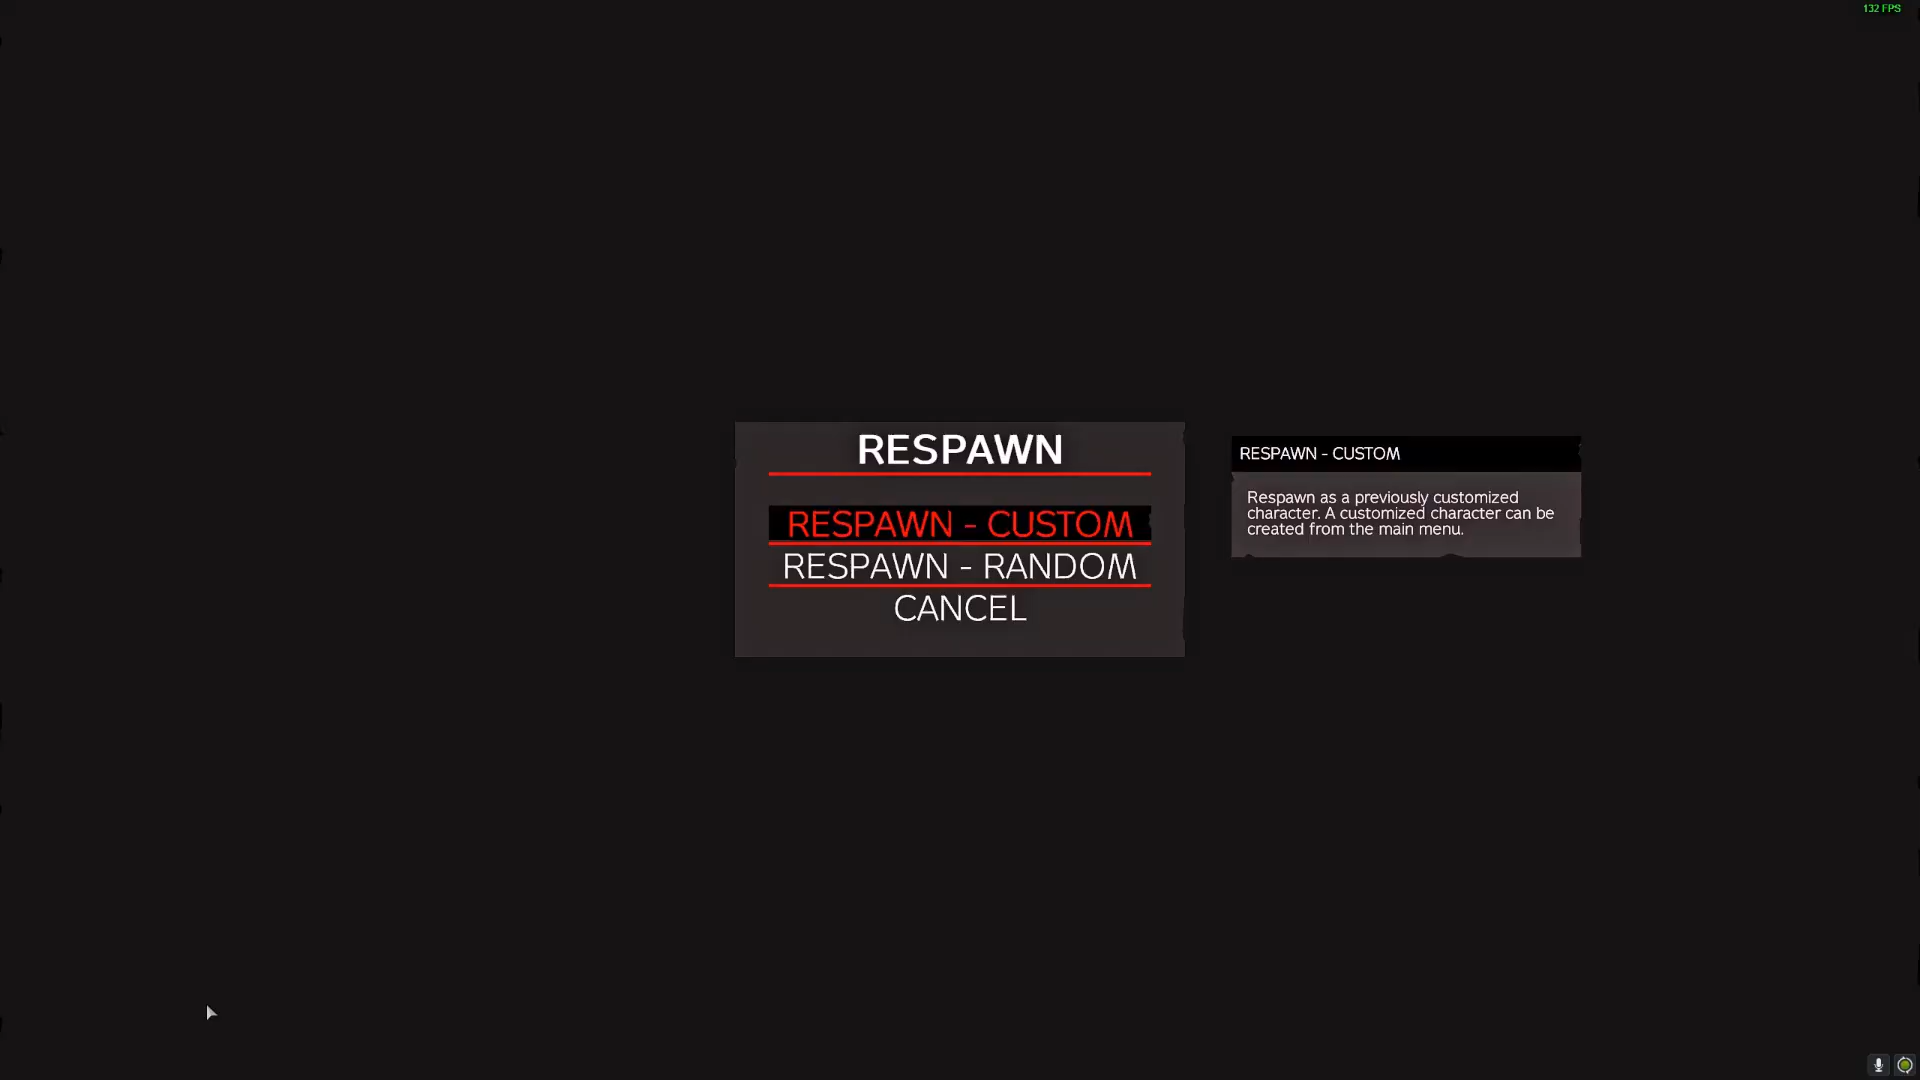 132 FPS
RESPAWN
RESPAWN - CUSTOM
RESPAWN - RANDOM
CANCEL
RESPAWN - CUSTOM
Respawn as a previously customized
character. A customized character can be
created from the main menu.